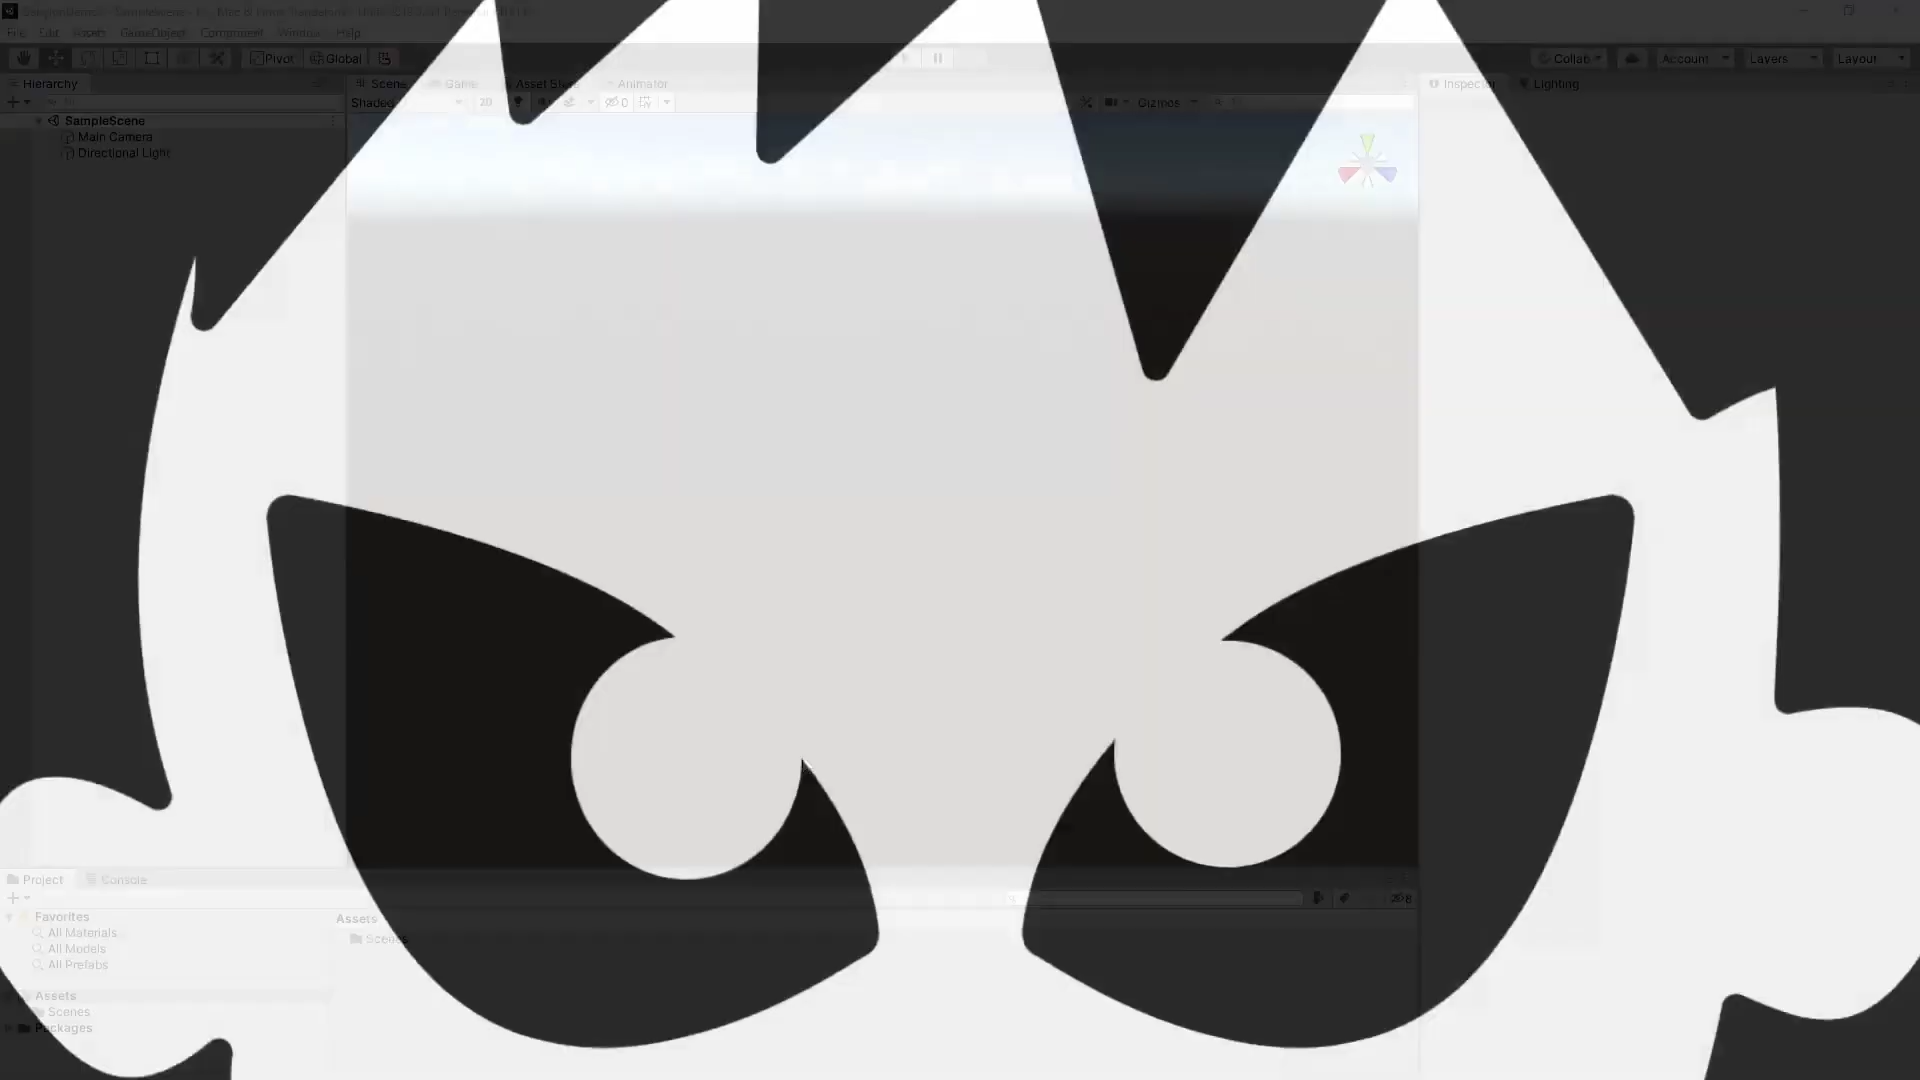 File Edit Assets GameObject Component Window Help
Pivot Global Collab Account Layers Layout
Hierarchy Scene Game Asset Animator Inspector Lighting
Shaded 2D 0 Gizmos
SampleScene
Main Camera
Directional Light
Project Console
8
Favorites Assets
All Materials Scenes
All Models
All Prefabs
Assets
Scenes
Packages